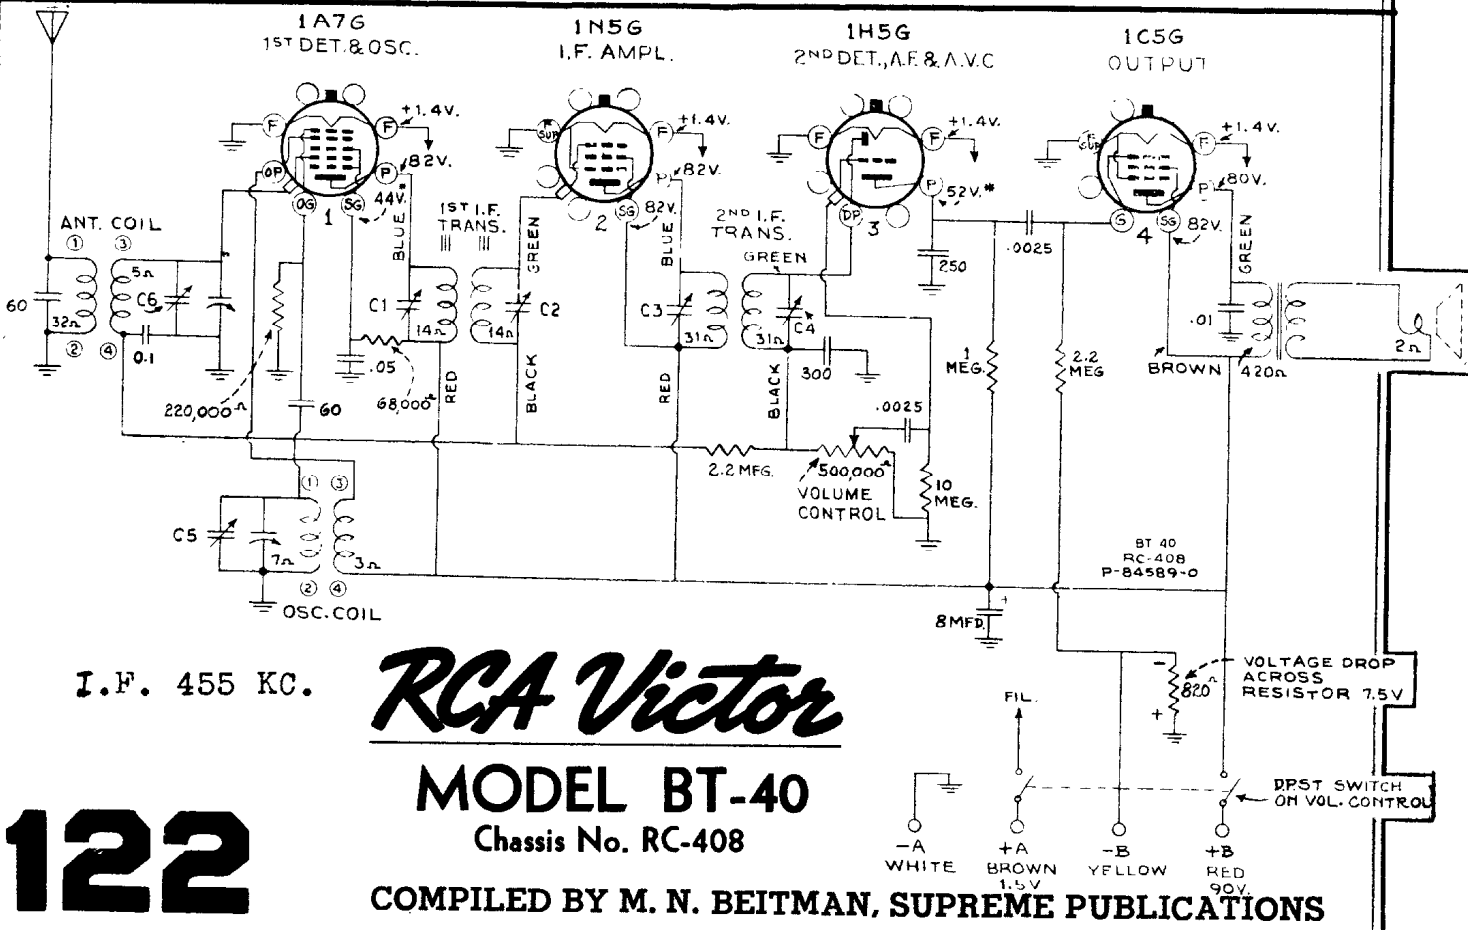 1A7G
1ST DET. & OSC.
1N5G
I.F. AMPL.
1H5G
2ND DET., A.F. & A.V.C
1C5G
OUTPUT
F
F
+1.4V.
OP
P
82V.
OG
SG
44V*
1
SUP
F
+1.4V.
P
82V.
SG
82V.
2
F
F
+1.4V.
P
52V.*
DP
3
SUP
F
+1.4V.
P
80V.
G
SG
82V.
4
ANT. COIL
① ③
60
32Ω
5Ω
C6
② ④
0.1
220,000Ω
60
.05
68,000Ω
BLUE
1ST I.F.
TRANS.
C1
14Ω
14Ω
GREEN
C2
RED
BLACK
BLUE
2ND I.F.
TRANS.
GREEN
C3
31Ω
31Ω
C4
300
RED
BLACK
250
.0025
1
MEG.
2.2
MEG
GREEN
.01
BROWN
420Ω
2Ω
.0025
2.2 MEG.
500,000Ω
VOLUME
CONTROL
10
MEG.
① ③
C5
7Ω
3Ω
② ④
OSC. COIL
BT 40
RC-408
P-84589-0
8 MFD.
+
I.F. 455 KC.
RCA Victor
MODEL BT-40
Chassis No. RC-408
122
-
820Ω
+
VOLTAGE DROP
ACROSS
RESISTOR 7.5V
FIL.
D.P.ST SWITCH
ON VOL. CONTROL
-A
WHITE
+A
BROWN
1.5V
-B
YELLOW
+B
RED
90V.
COMPILED BY M. N. BEITMAN, SUPREME PUBLICATIONS